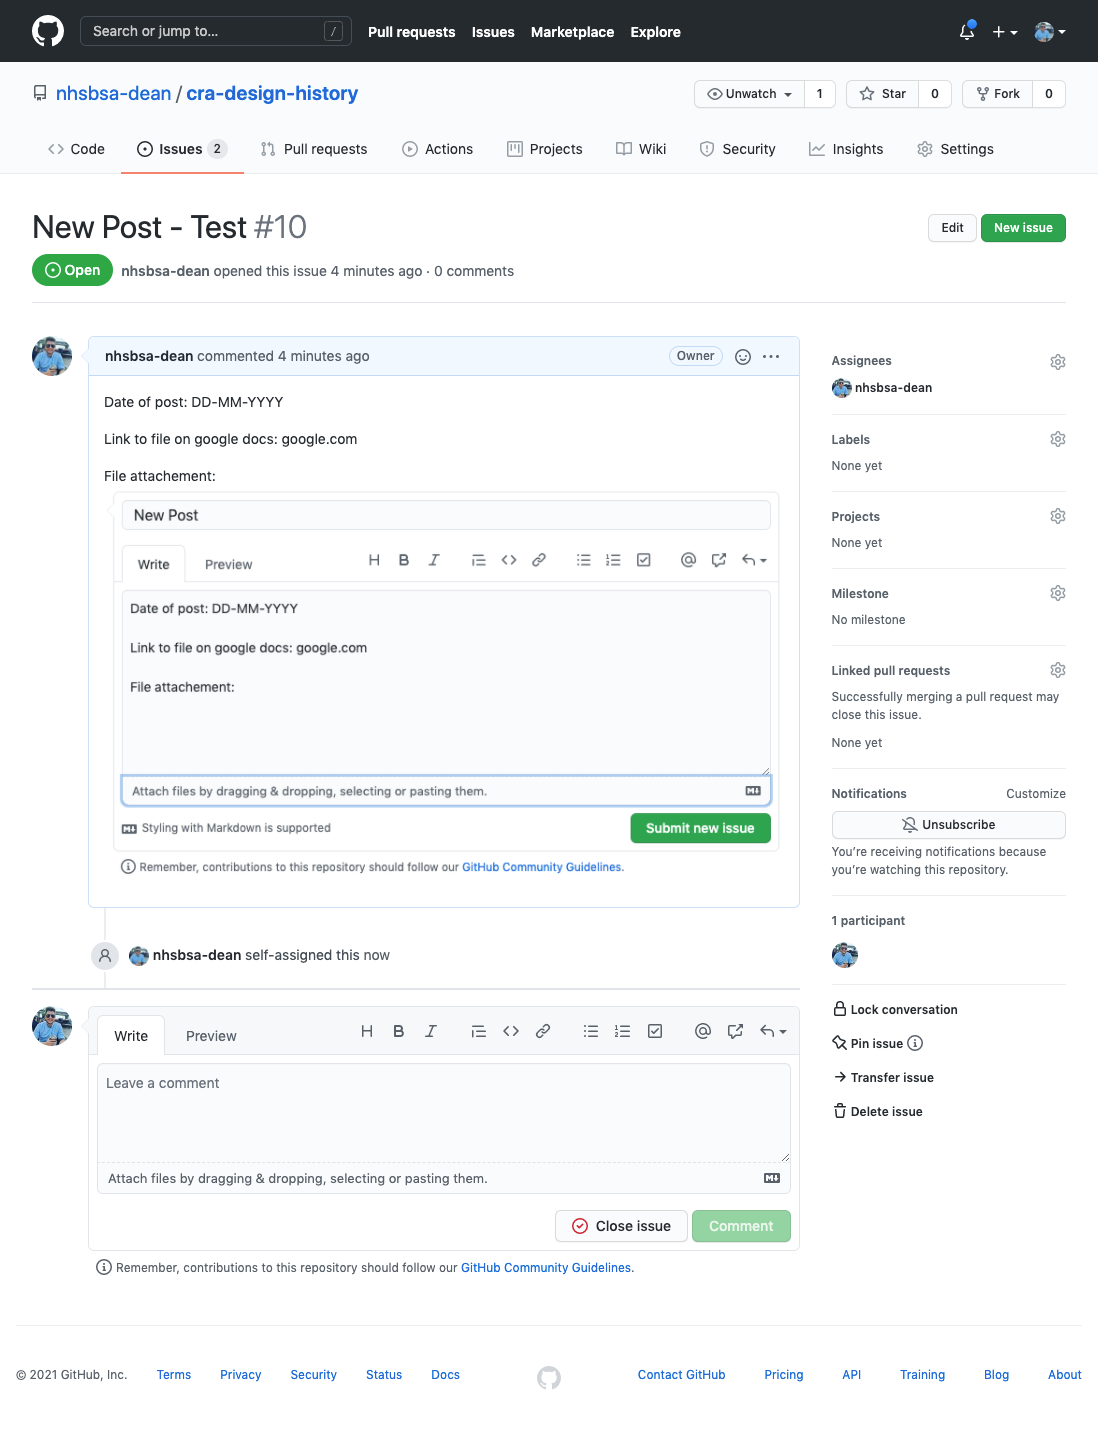 Search or jump to... /
Pull requests Issues Marketplace Explore
nhsbsa-dean / cra-design-history
Unwatch 1 Star 0 Fork 0
Code Issues 2 Pull requests Actions Projects Wiki Security Insights Settings
New Post - Test #10
Edit New issue
Open nhsbsa-dean opened this issue 4 minutes ago · 0 comments
nhsbsa-dean commented 4 minutes ago Owner
Date of post: DD-MM-YYYY
Link to file on google docs: google.com
File attachement:
New Post
Write Preview
Date of post: DD-MM-YYYY
Link to file on google docs: google.com
File attachement:
Attach files by dragging & dropping, selecting or pasting them.
Styling with Markdown is supported
Submit new issue
Remember, contributions to this repository should follow our GitHub Community Guidelines.
nhsbsa-dean self-assigned this now
Write Preview
Leave a comment
Attach files by dragging & dropping, selecting or pasting them.
Close issue Comment
Remember, contributions to this repository should follow our GitHub Community Guidelines.
Assignees
nhsbsa-dean
Labels
None yet
Projects
None yet
Milestone
No milestone
Linked pull requests
Successfully merging a pull request may
close this issue.
None yet
Notifications Customize
Unsubscribe
You're receiving notifications because
you're watching this repository.
1 participant
Lock conversation
Pin issue
Transfer issue
Delete issue
© 2021 GitHub, Inc. Terms Privacy Security Status Docs Contact GitHub Pricing API Training Blog About